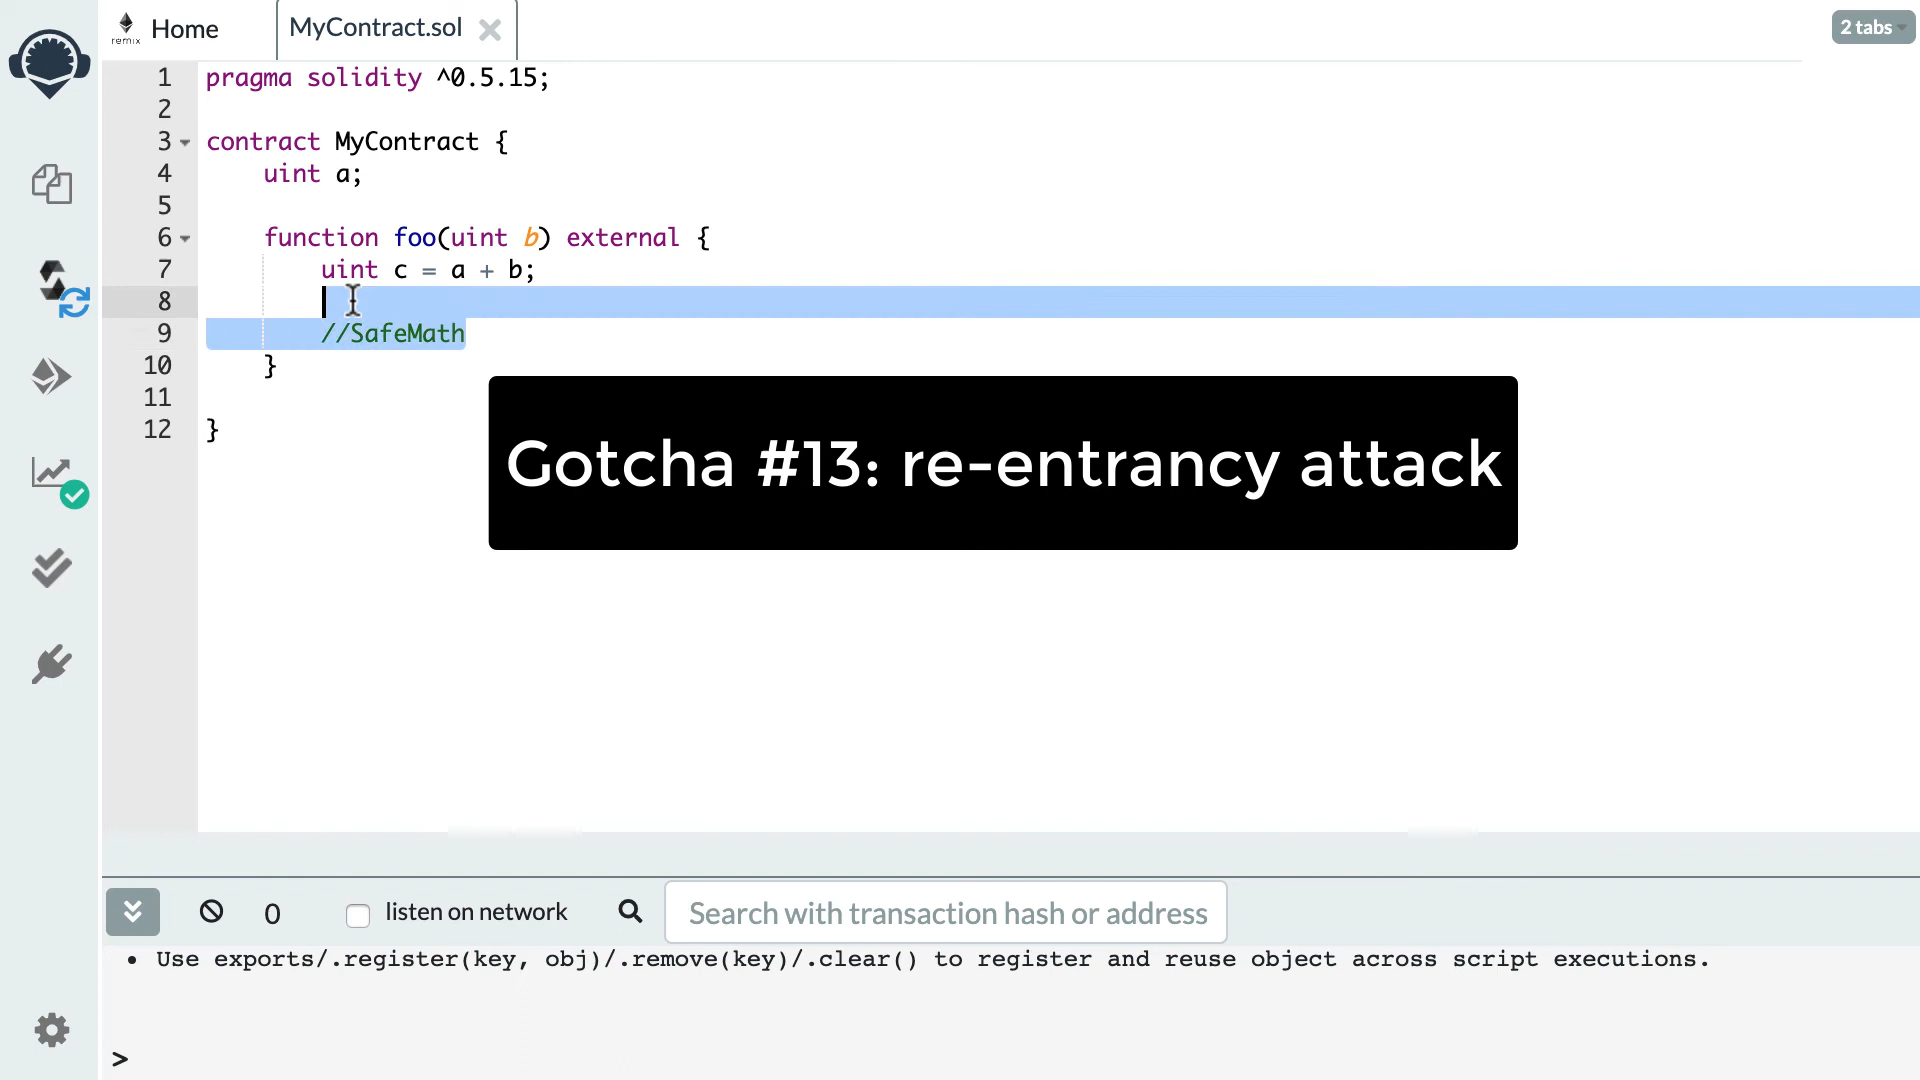 remix
Home
MyContract.sol
2 tabs
1 pragma solidity ^0.5.15;
2
3 contract MyContract {
4 uint a;
5
6 function foo(uint b) external {
7 uint c = a + b;
8
9 //SafeMath
10 }
11
12 }
Gotcha #13: re-entrancy attack
0
listen on network
Search with transaction hash or address
• Use exports/.register(key, obj)/.remove(key)/.clear() to register and reuse object across script executions.
>